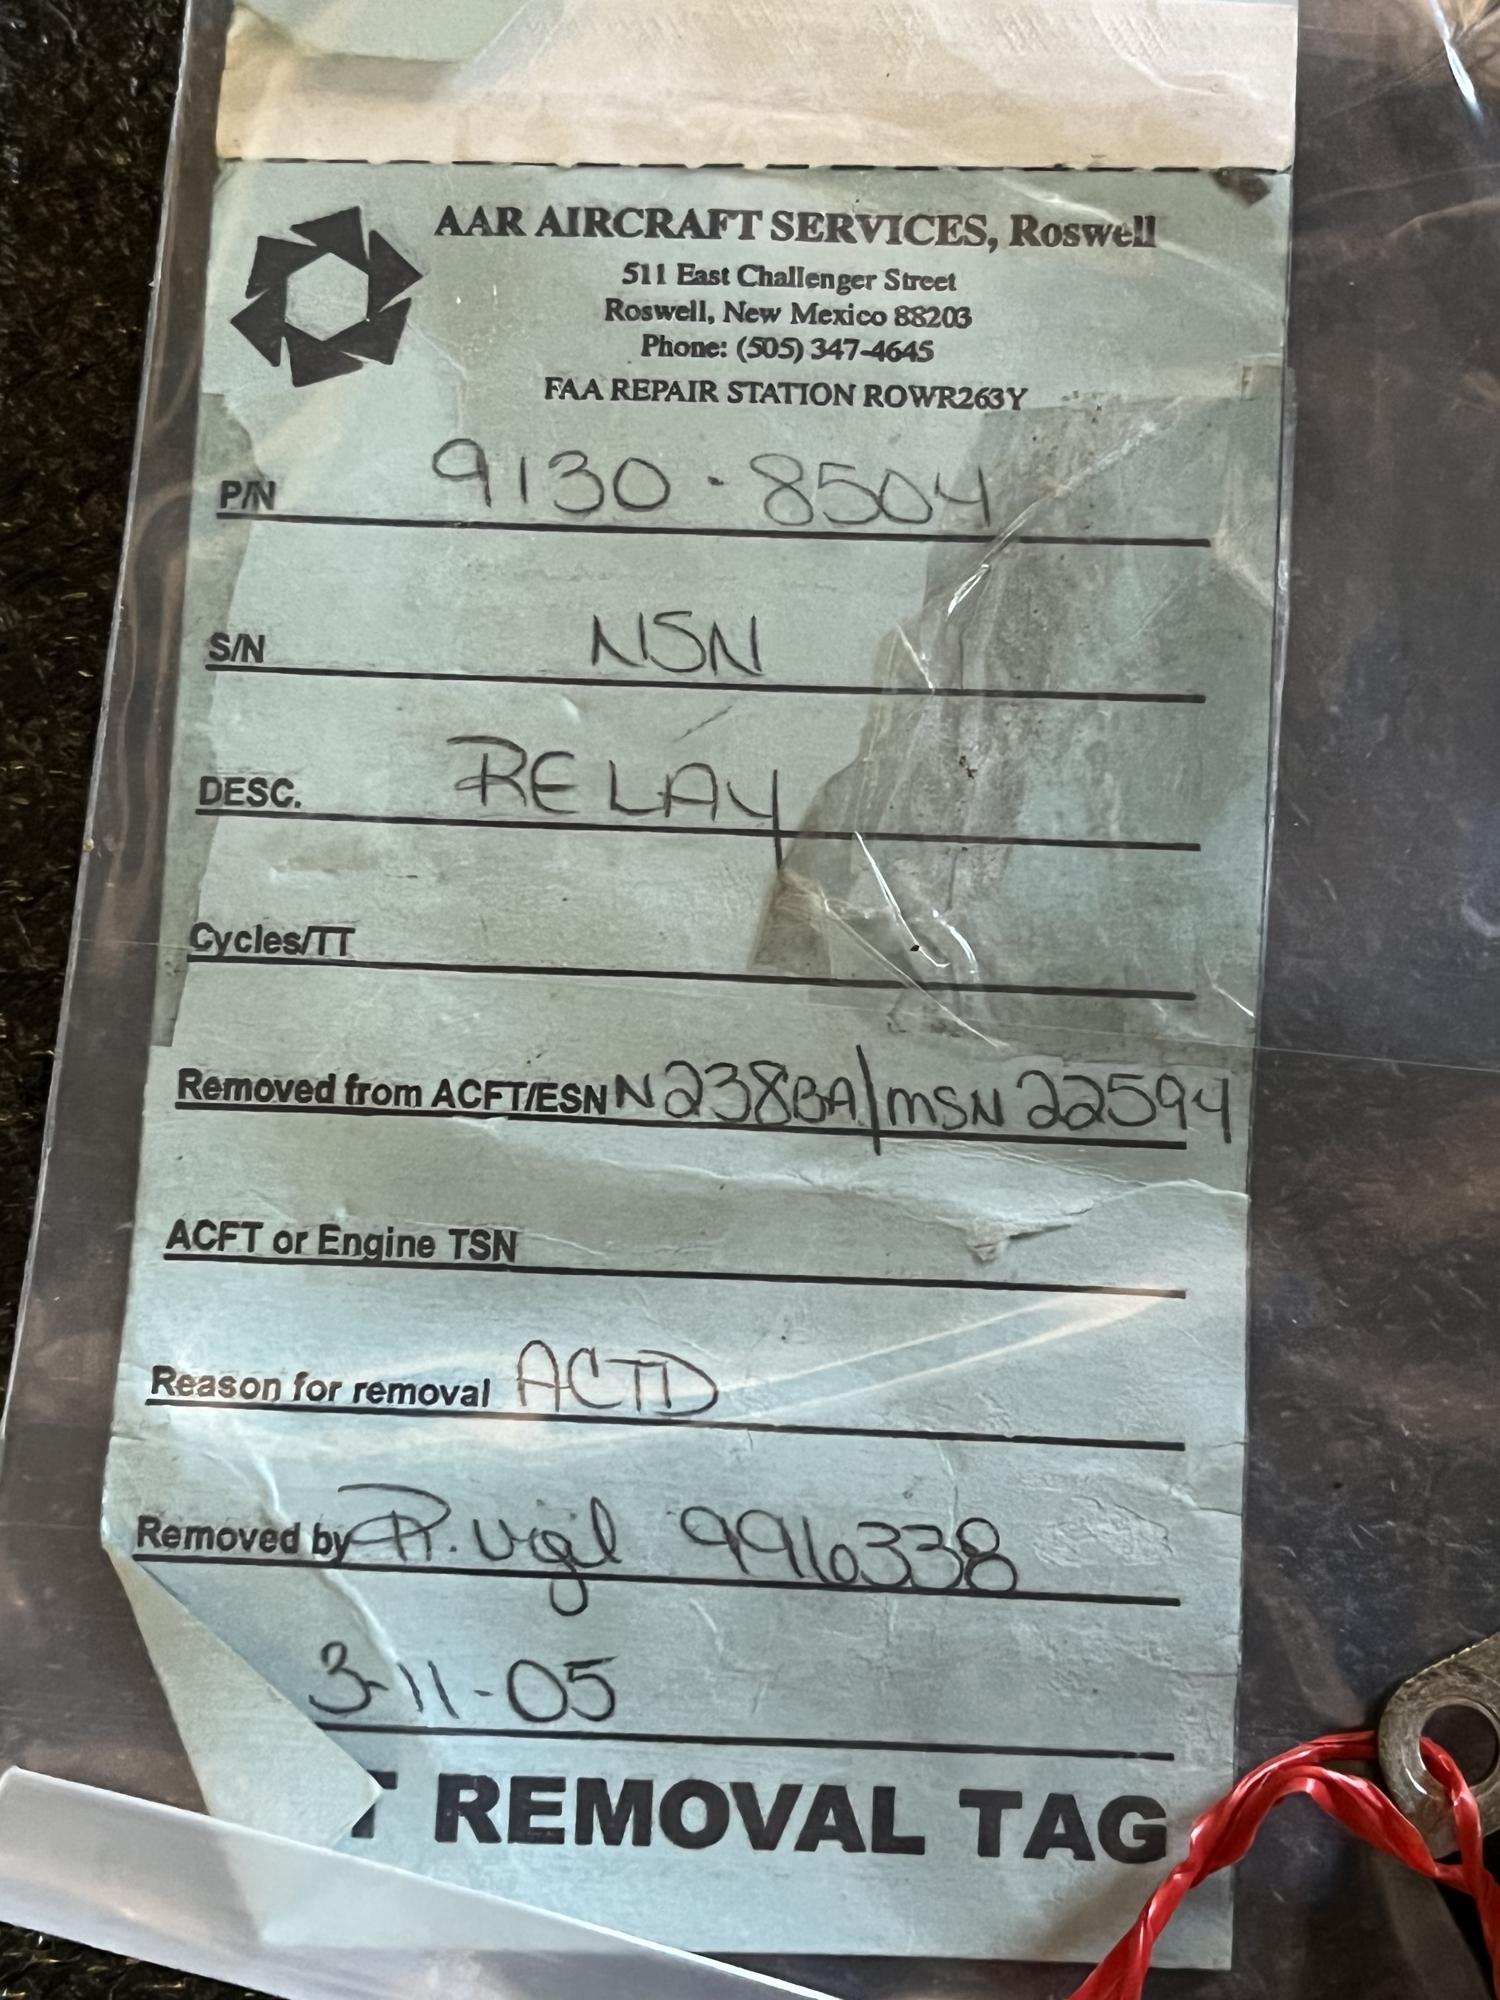 AAR AIRCRAFT SERVICES, Roswell
511 East Challenger Street
Roswell, New Mexico 88203
Phone: (505) 347-4645
FAA REPAIR STATION ROWR263Y
P/N 9130-8504
S/N NSN
DESC. RELAY
Cycles/TT
Removed from ACFT/ESN N238BA/MSN 22594
ACFT or Engine TSN
Reason for removal ACTD
Removed by R. Vigil 996338
3-11-05
T REMOVAL TAG